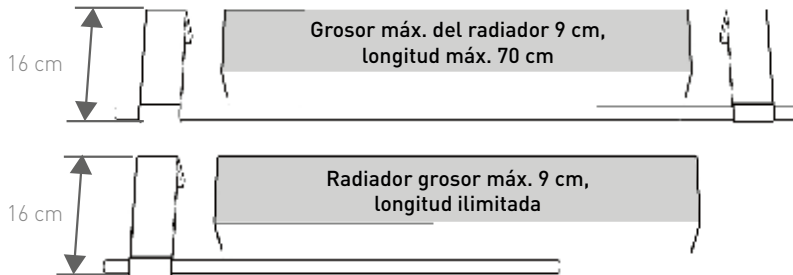 16 cm
Grosor máx. del radiador 9 cm,
longitud máx. 70 cm
16 cm
Radiador grosor máx. 9 cm,
longitud ilimitada